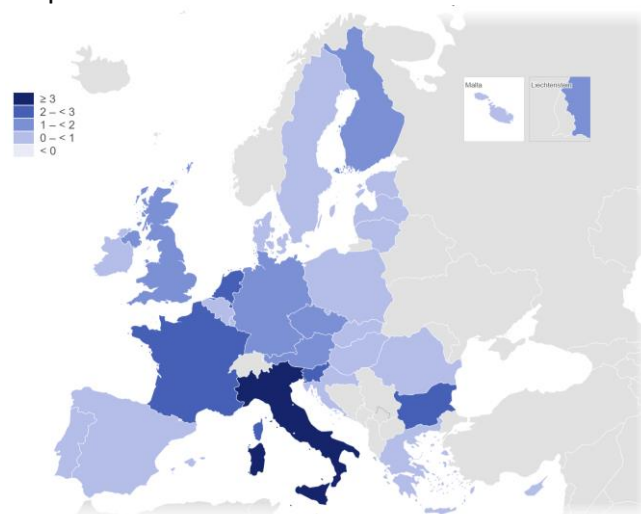 ≥ 3
2 – < 3
1 – < 2
0 – < 1
< 0
Malta
Liechtenstein